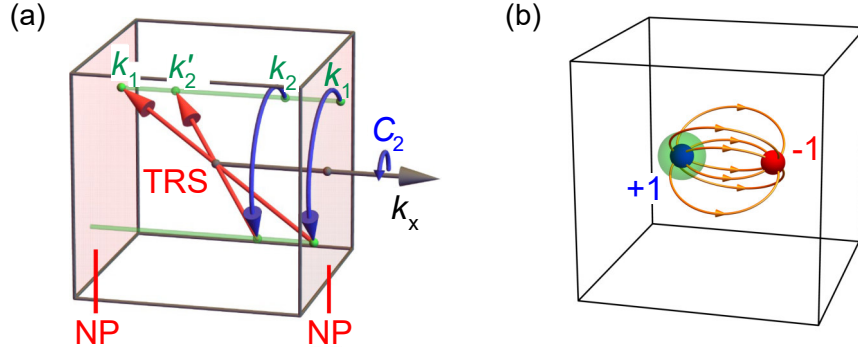 (a)
k₁ k₂′ k₂ k₁
C₂
TRS
kₓ
NP NP
(b)
-1
+1